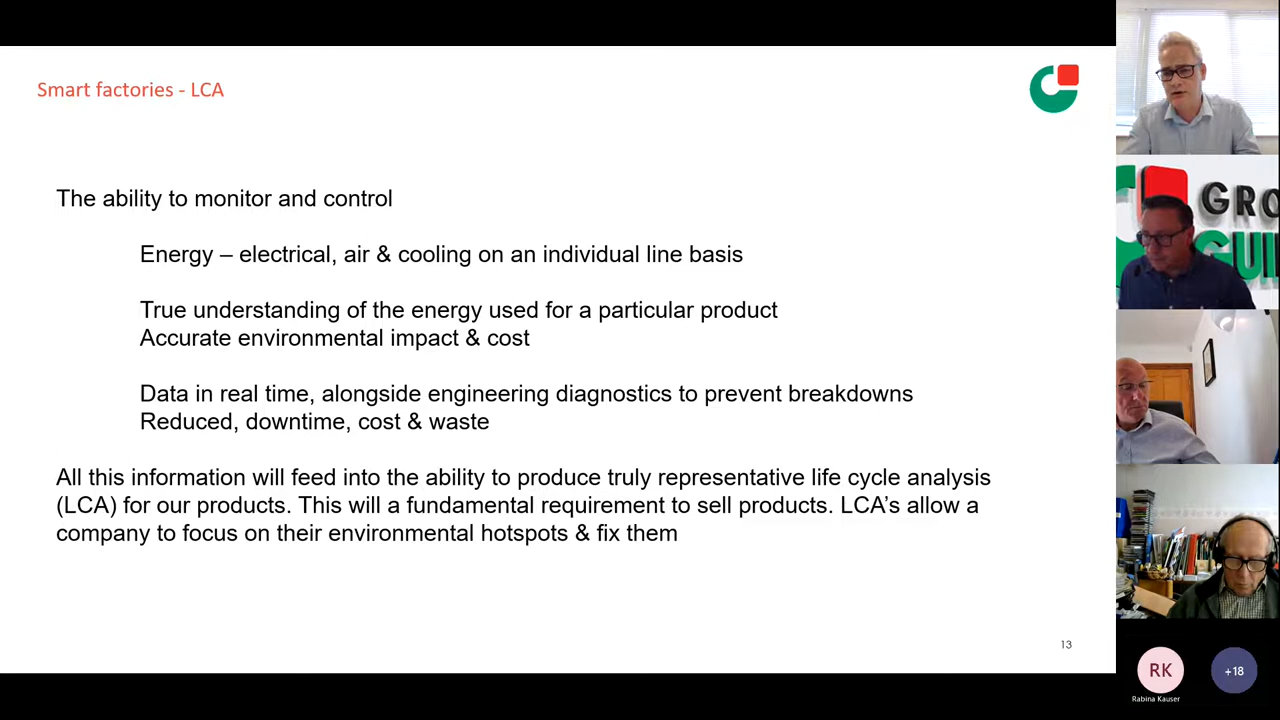 Smart factories - LCA
The ability to monitor and control
Energy – electrical, air & cooling on an individual line basis
True understanding of the energy used for a particular product
Accurate environmental impact & cost
Data in real time, alongside engineering diagnostics to prevent breakdowns
Reduced, downtime, cost & waste
All this information will feed into the ability to produce truly representative life cycle analysis
(LCA) for our products. This will a fundamental requirement to sell products. LCA’s allow a
company to focus on their environmental hotspots & fix them
13
GRO
GUI
RK
+18
Rabina Kauser